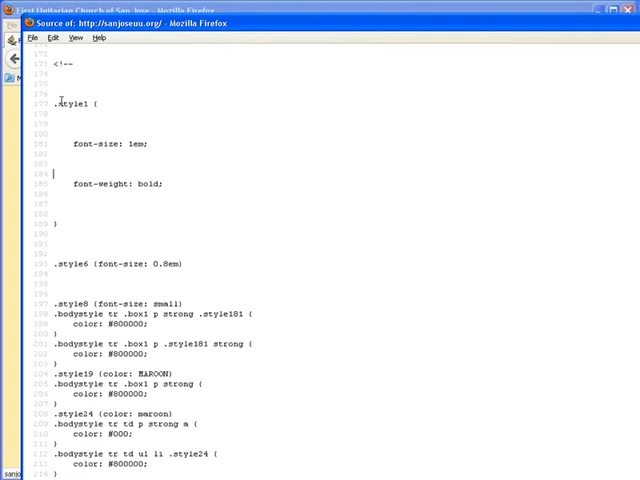 First Unitarian Church of San Jose - Mozilla Firefox
Source of: http://sanjoseuu.org/ - Mozilla Firefox
File Edit View Help
172
173 <!--
174
175
176
177 .style1 {
178
179
180
181 font-size: 1em;
182
183
184
185 font-weight: bold;
186
187
188
189 }
190
191
192
193 .style6 {font-size: 0.8em}
194
195
196
197 .style8 {font-size: small}
198 .bodystyle tr .box1 p strong .style181 {
199 color: #800000;
200 }
201 .bodystyle tr .box1 p .style181 strong {
202 color: #800000;
203 }
204 .style19 {color: MAROON}
205 .bodystyle tr .box1 p strong {
206 color: #800000;
207 }
208 .style24 {color: maroon}
209 .bodystyle tr td p strong a {
210 color: #000;
211 }
212 .bodystyle tr td ul li .style24 {
213 color: #800000;
214 }
sanjo